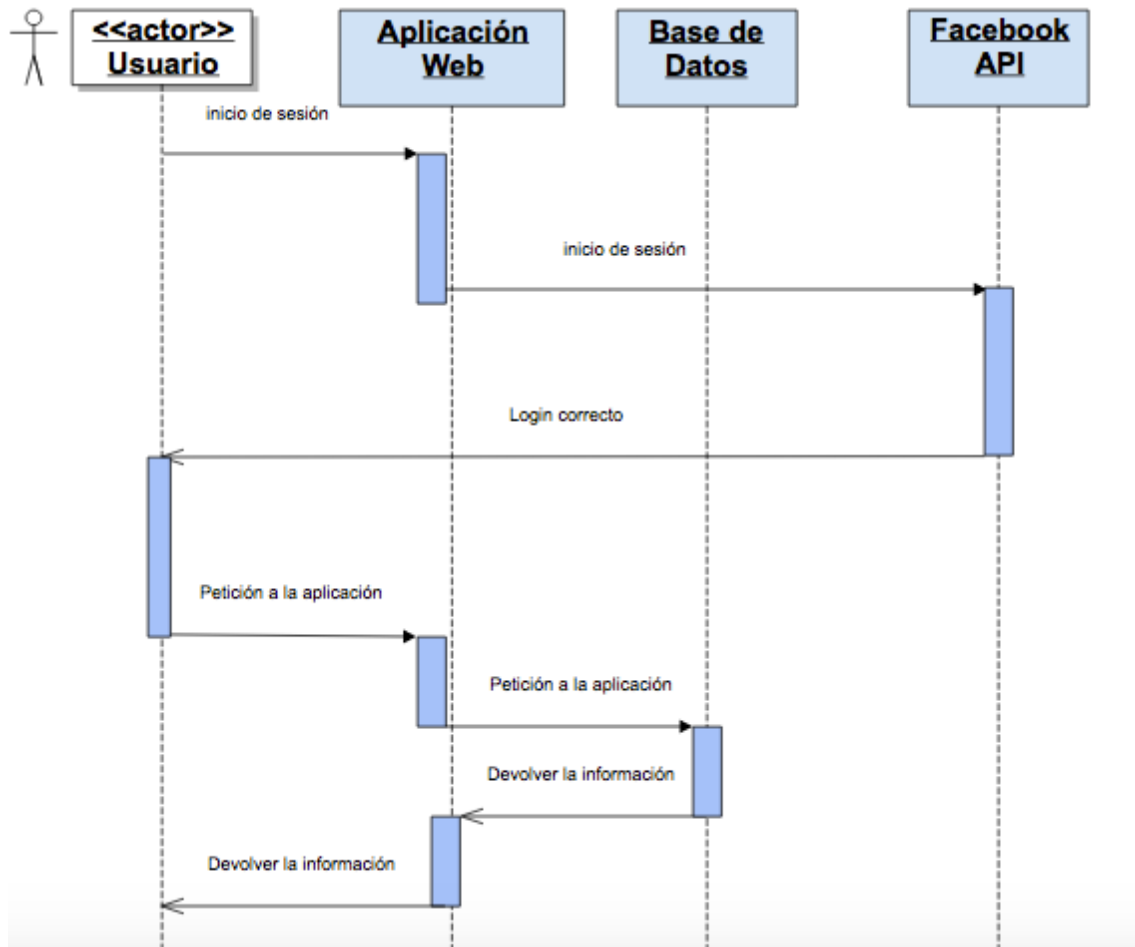 <<actor>>
Usuario
Aplicación
Web
Base de
Datos
Facebook
API
inicio de sesión
inicio de sesión
Login correcto
Petición a la aplicación
Petición a la aplicación
Devolver la información
Devolver la información